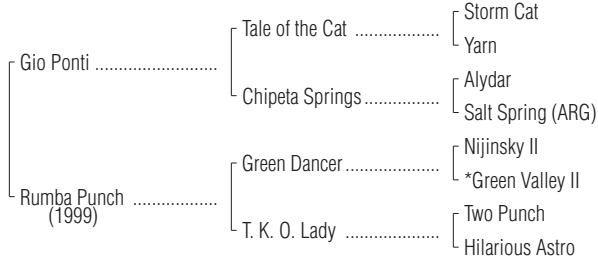 Storm Cat
Tale of the Cat ..................
Yarn
Gio Ponti ..........................
Alydar
Chipeta Springs................
Salt Spring (ARG)
Nijinsky II
Green Dancer....................
*Green Valley II
Rumba Punch ..................
(1999)
Two Punch
T. K. O. Lady ....................
Hilarious Astro